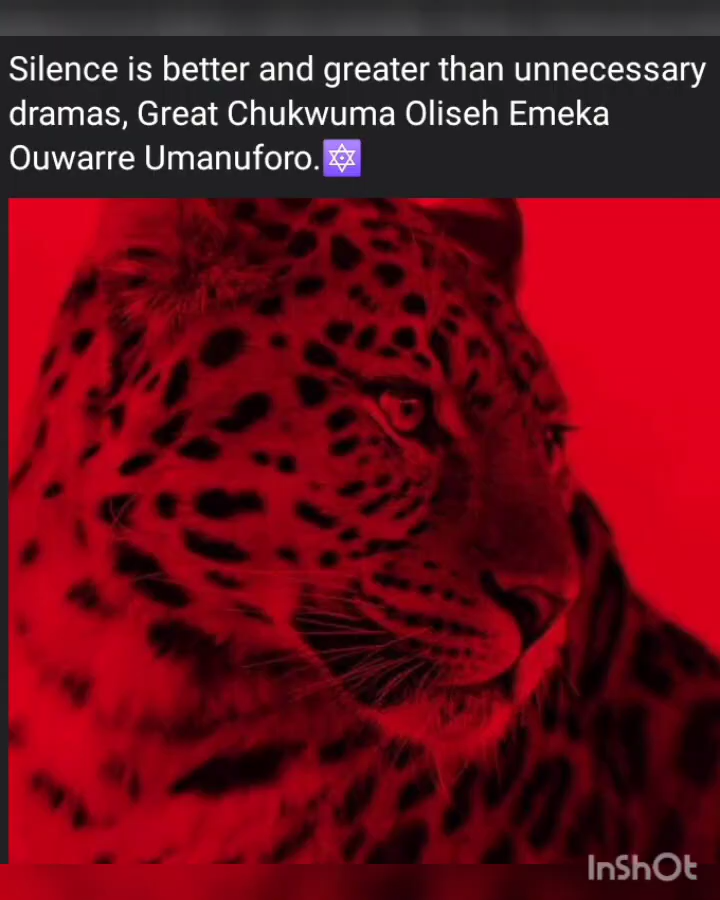 Silence is better and greater than unnecessary
dramas, Great Chukwuma Oliseh Emeka
Ouwarre Umanuforo.🔯
InShOt